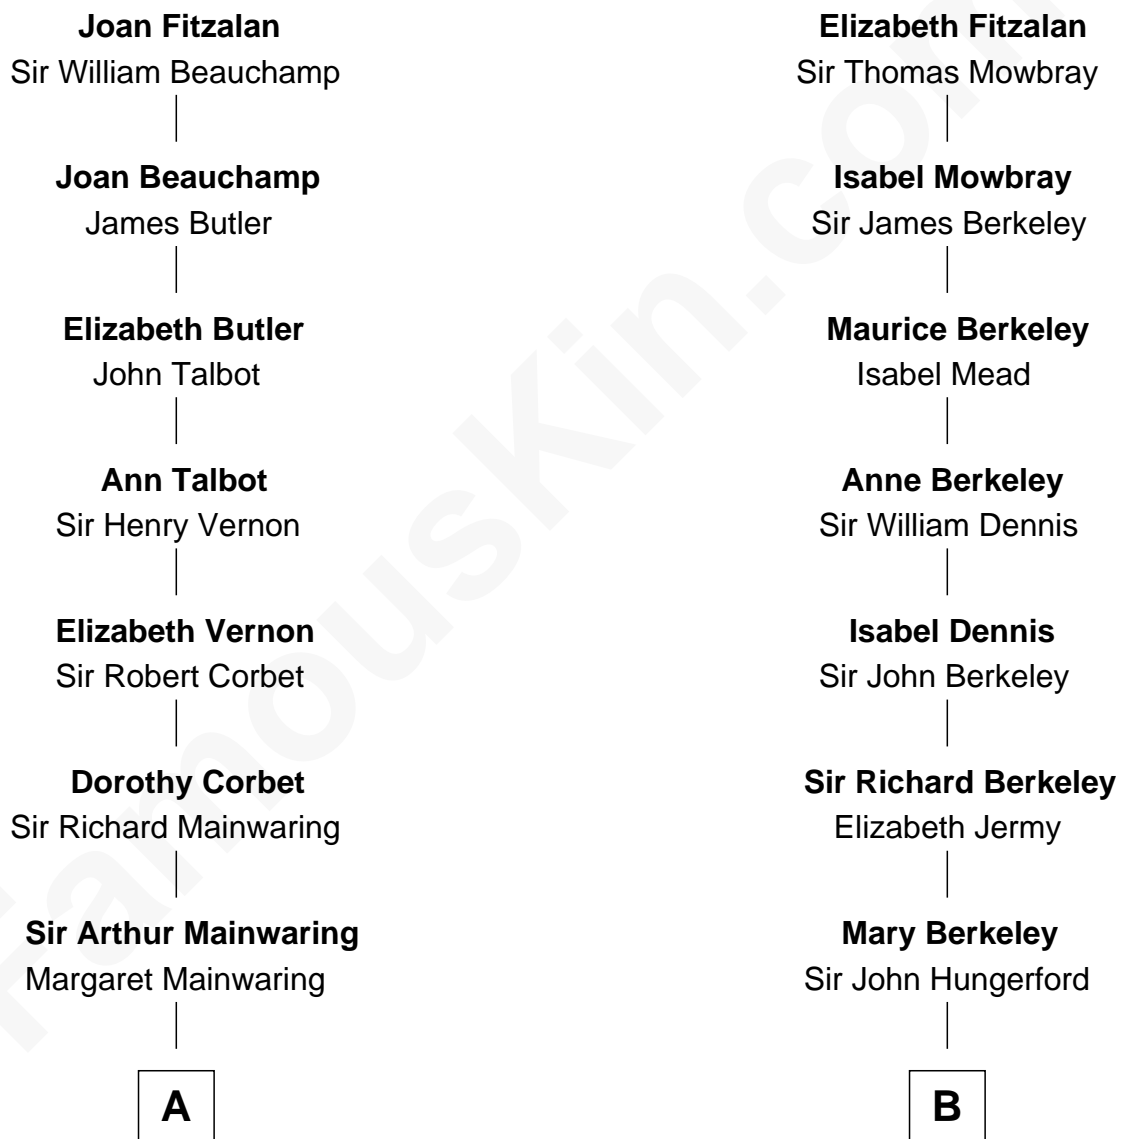 Joan Fitzalan
Sir William Beauchamp
Joan Beauchamp
James Butler
Elizabeth Butler
John Talbot
Ann Talbot
Sir Henry Vernon
Elizabeth Vernon
Sir Robert Corbet
Dorothy Corbet
Sir Richard Mainwaring
Sir Arthur Mainwaring
Margaret Mainwaring
A
Elizabeth Fitzalan
Sir Thomas Mowbray
Isabel Mowbray
Sir James Berkeley
Maurice Berkeley
Isabel Mead
Anne Berkeley
Sir William Dennis
Isabel Dennis
Sir John Berkeley
Sir Richard Berkeley
Elizabeth Jermy
Mary Berkeley
Sir John Hungerford
B
FamousKin.com